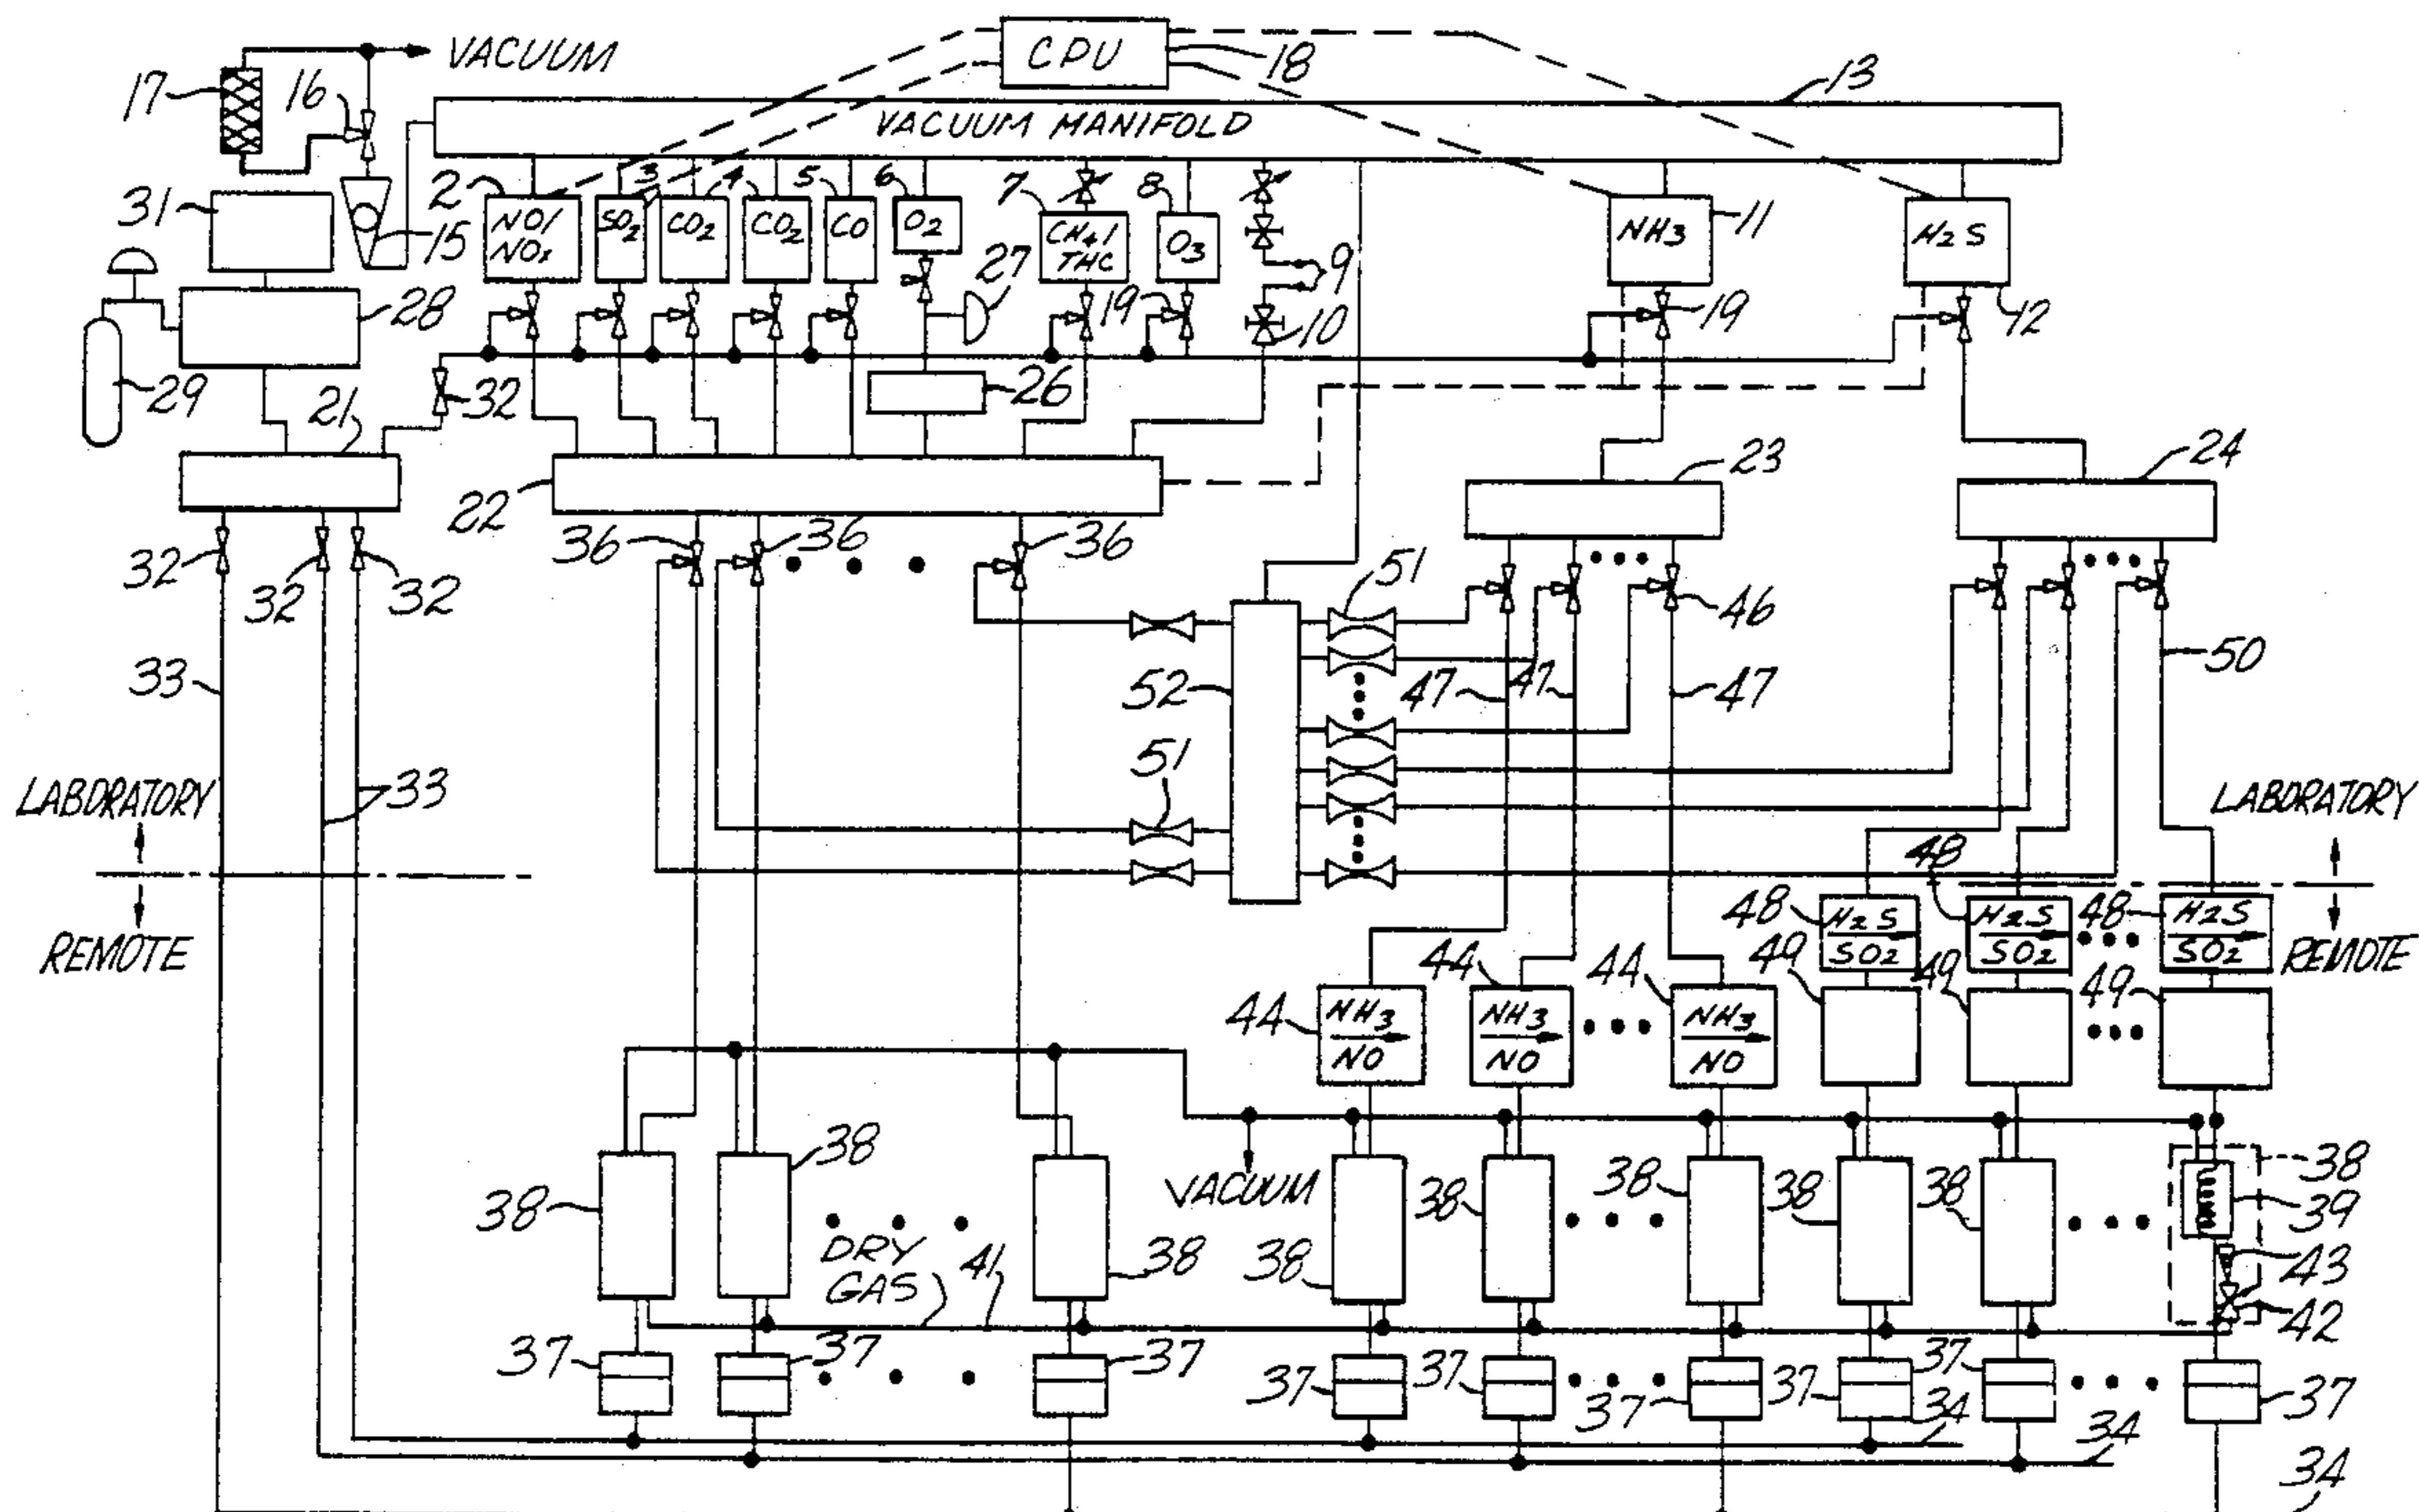 CPU
18
13
VACUUM
17
16
VACUUM MANIFOLD
31
15
2
NO/
NOx
3
SO2
4
CO2
CO2
5
CO
6
O2
7
CH4/
THC
8
O3
9
NH3
11
H2S
12
27
19
10
19
28
29
21
32
26
22
23
24
32
32
32
36
36
36
51
46
50
33
52
47
47
47
51
33
LABORATORY
LABORATORY
REMOTE
REMOTE
48
H2S
SO2
48
H2S
SO2
48
H2S
SO2
44
NH3
NO
44
NH3
NO
44
NH3
NO
49
49
49
VACUUM
38
38
38
38
38
38
38
38
38
39
43
42
DRY
GAS
41
37
37
37
37
37
37
37
37
37
34
34
34